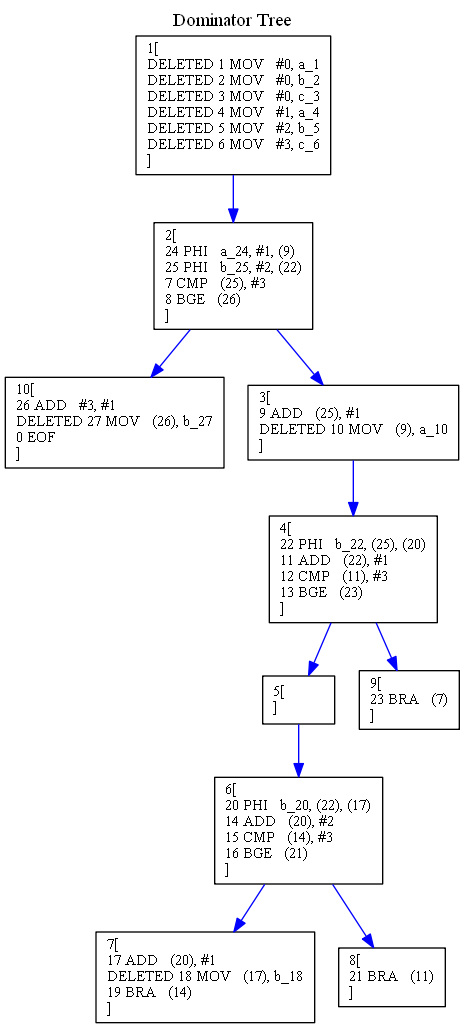 Dominator Tree
1[
DELETED 1 MOV #0, a_1
DELETED 2 MOV #0, b_2
DELETED 3 MOV #0, c_3
DELETED 4 MOV #1, a_4
DELETED 5 MOV #2, b_5
DELETED 6 MOV #3, c_6
]
2[
24 PHI a_24, #1, (9)
25 PHI b_25, #2, (22)
7 CMP (25), #3
8 BGE (26)
]
10[
26 ADD #3, #1
DELETED 27 MOV (26), b_27
0 EOF
]
3[
9 ADD (25), #1
DELETED 10 MOV (9), a_10
]
4[
22 PHI b_22, (25), (20)
11 ADD (22), #1
12 CMP (11), #3
13 BGE (23)
]
5[
]
9[
23 BRA (7)
]
6[
20 PHI b_20, (22), (17)
14 ADD (20), #2
15 CMP (14), #3
16 BGE (21)
]
7[
17 ADD (20), #1
DELETED 18 MOV (17), b_18
19 BRA (14)
]
8[
21 BRA (11)
]